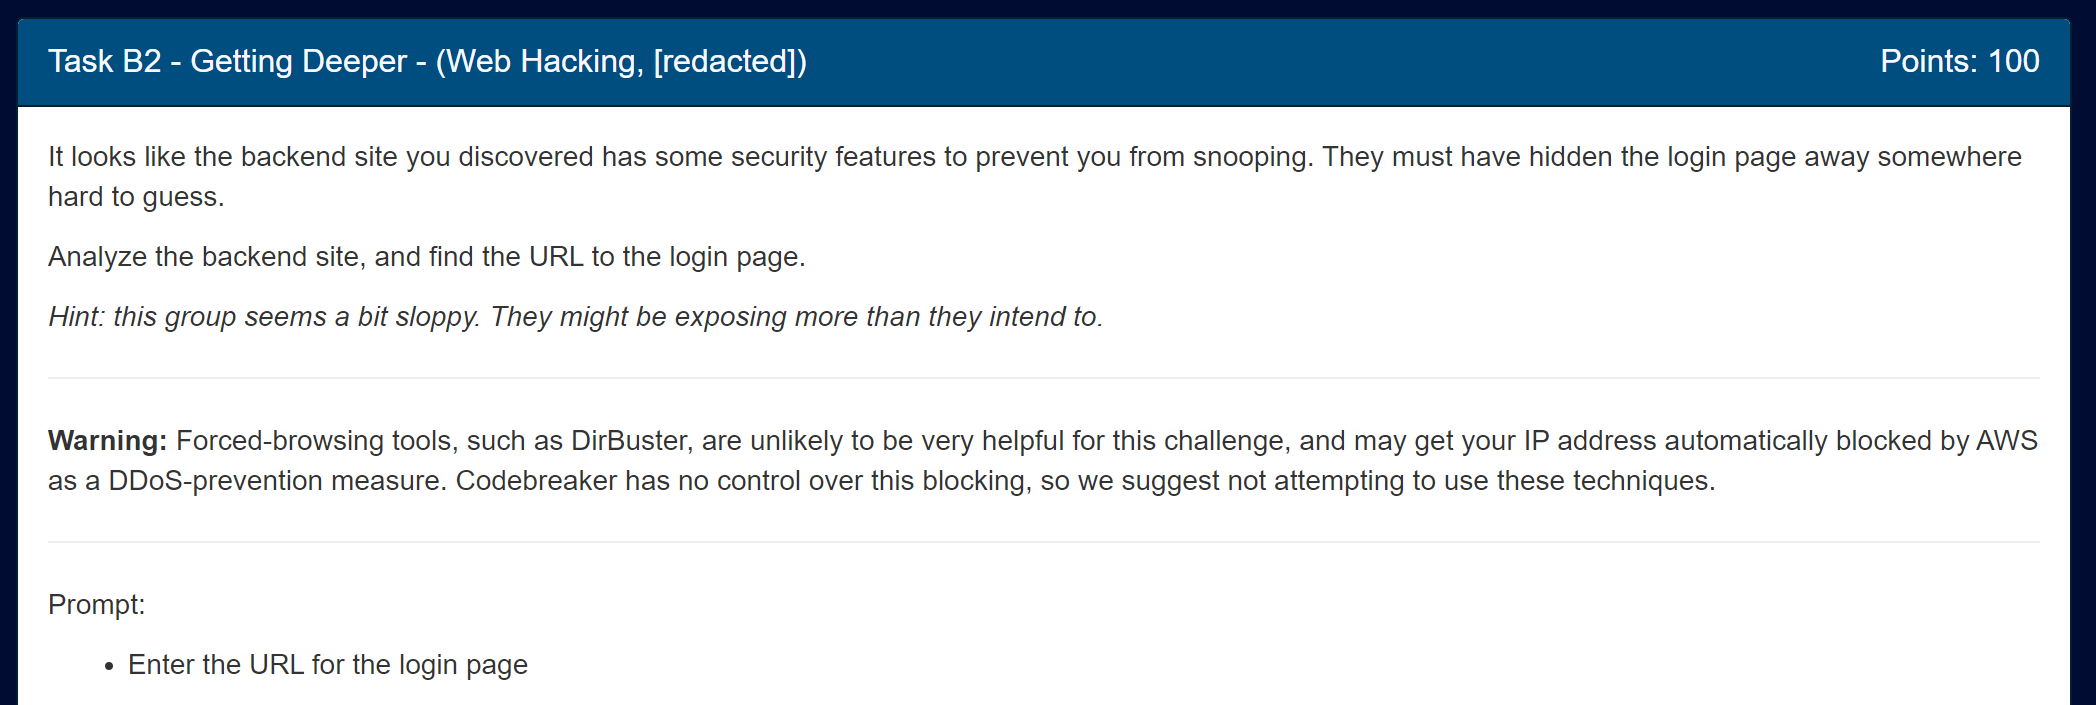 Task B2 - Getting Deeper - (Web Hacking, [redacted])
Points: 100
It looks like the backend site you discovered has some security features to prevent you from snooping. They must have hidden the login page away somewhere
hard to guess.
Analyze the backend site, and find the URL to the login page.
Hint: this group seems a bit sloppy. They might be exposing more than they intend to.
Warning: Forced-browsing tools, such as DirBuster, are unlikely to be very helpful for this challenge, and may get your IP address automatically blocked by AWS
as a DDoS-prevention measure. Codebreaker has no control over this blocking, so we suggest not attempting to use these techniques.
Prompt:
• Enter the URL for the login page